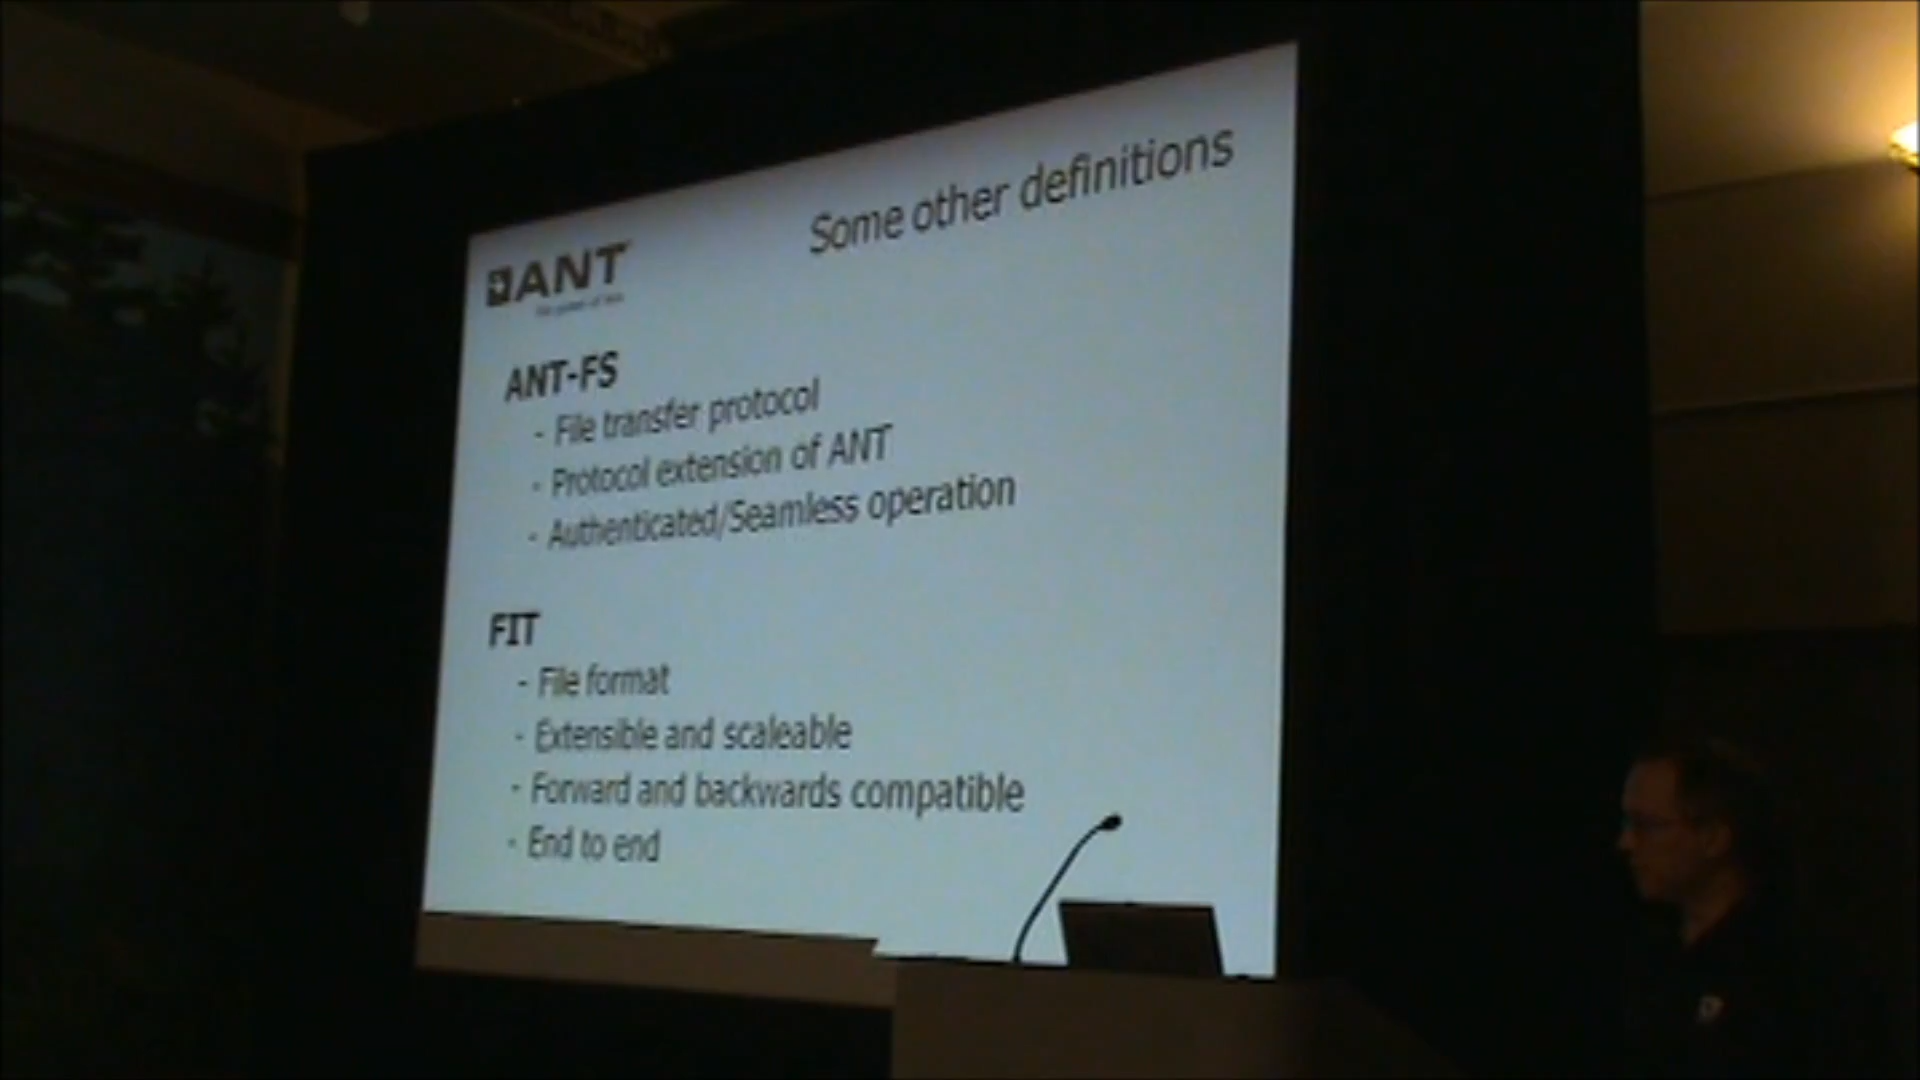 Some other definitions
ANT
ANT-FS
- File transfer protocol
- Protocol extension of ANT
- Authenticated/Seamless operation
FIT
- File format
- Extensible and scaleable
- Forward and backwards compatible
- End to end